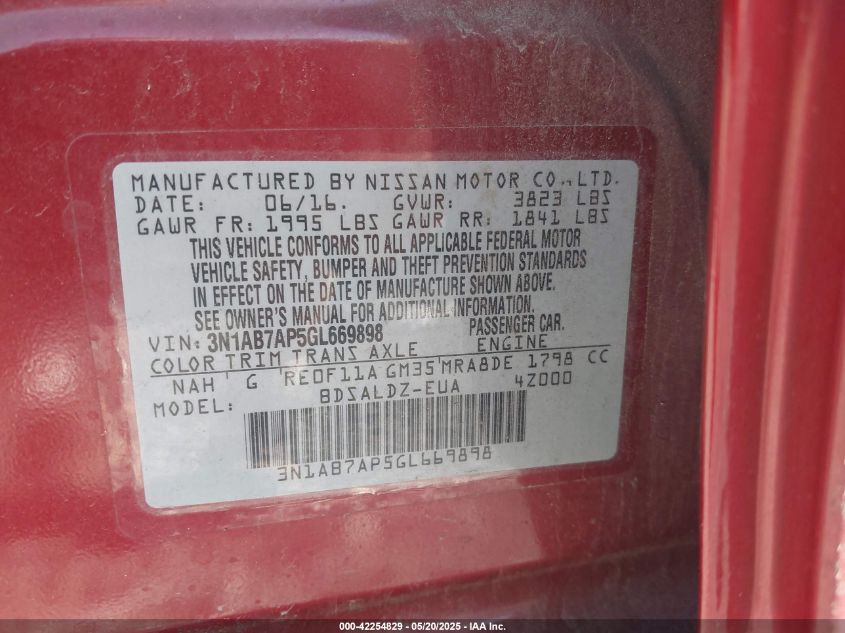 MANUFACTURED BY NISSAN MOTOR CO., LTD.
DATE: 06/16. GVWR: 3823 LBS
GAWR FR: 1995 LBS GAWR RR: 1841 LBS
THIS VEHICLE CONFORMS TO ALL APPLICABLE FEDERAL MOTOR
VEHICLE SAFETY, BUMPER AND THEFT PREVENTION STANDARDS
IN EFFECT ON THE DATE OF MANUFACTURE SHOWN ABOVE.
SEE OWNER'S MANUAL FOR ADDITIONAL INFORMATION.
VIN: 3N1AB7AP5GL669898 PASSENGER CAR.
COLOR TRIM TRANS AXLE ENGINE
NAH G RE0F11A GM35 MRA8DE 1798 CC
MODEL: BDSALDZ-EUA 4Z000
3N1AB7AP5GL669898
000-42254829 - 05/20/2025 - IAA Inc.